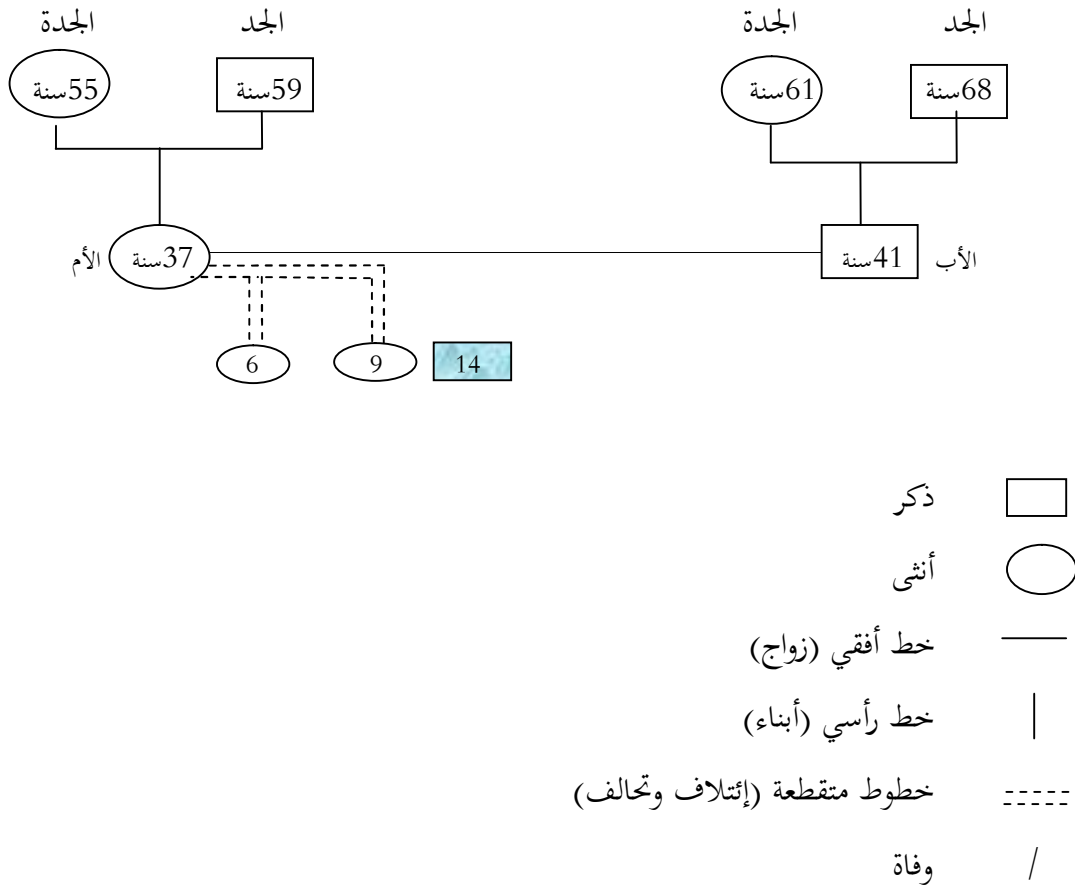 الجد الجدة الجد الجدة
68سنة 61سنة 59سنة 55سنة
الأب 41سنة 37سنة الأم
14 9 6
ذكر
أنثى
خط أفقي (زواج)
خط رأسي (أبناء)
خطوط متقطعة (إئتلاف وتحالف)
وفاة